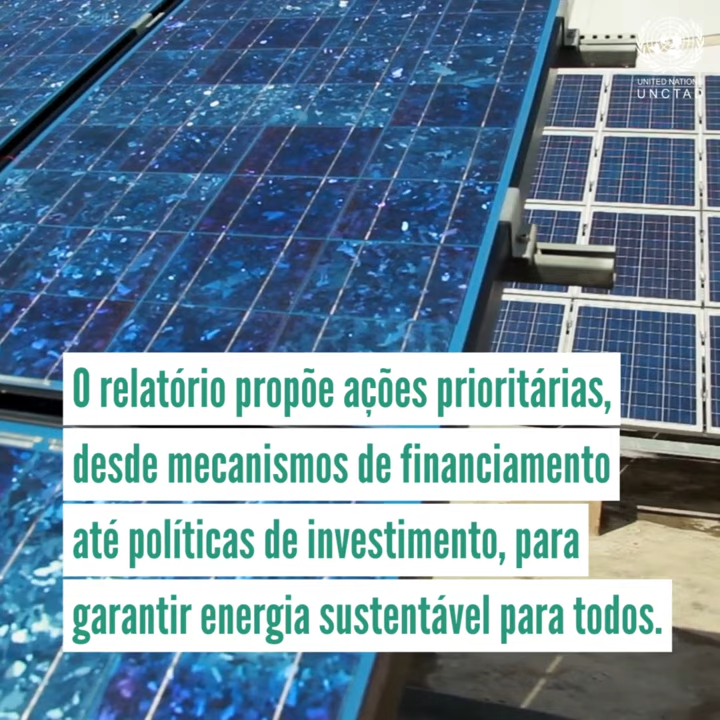 UNITED NATIONS
UNCTAD
O relatório propõe ações prioritárias,
desde mecanismos de financiamento
até políticas de investimento, para
garantir energia sustentável para todos.